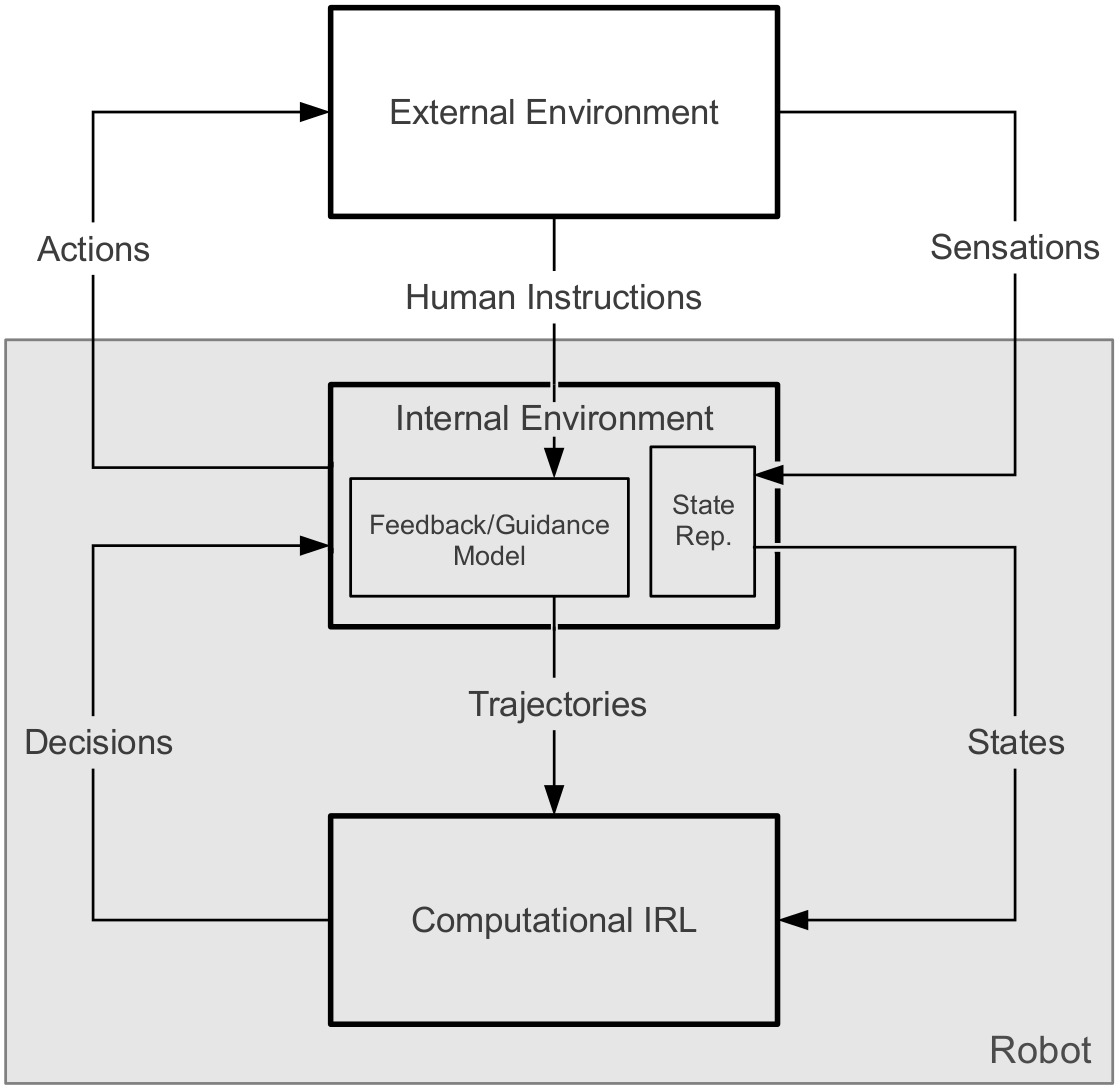 External Environment
Actions
Sensations
Human Instructions
Internal Environment
Feedback/Guidance
Model
State
Rep.
Trajectories
Decisions
States
Computational IRL
Robot